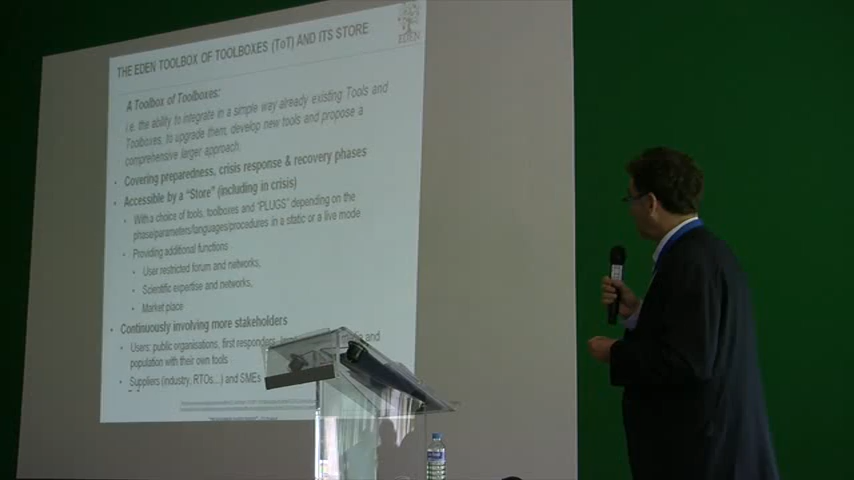 THE EDEN TOOLBOX OF TOOLBOXES (ToT) AND ITS STORE
EDEN
A Toolbox of Toolboxes:
i.e. the ability to integrate in a simple way already existing Tools and
Toolboxes, to upgrade them, develop new tools and propose a
comprehensive larger approach.
Covering preparedness, crisis response & recovery phases
Accessible by a "Store" (including in crisis)
With a choice of tools, toolboxes and "PLUGS" depending on the
phase/parameters/languages/procedures in a static or a live mode
Providing additional functions
User restricted forum and networks,
Scientific expertise and networks,
Market place
Continuously involving more stakeholders
Users: public organisations, first responders, and
population with their own tools
Suppliers (industry, RTOs...) and SMEs